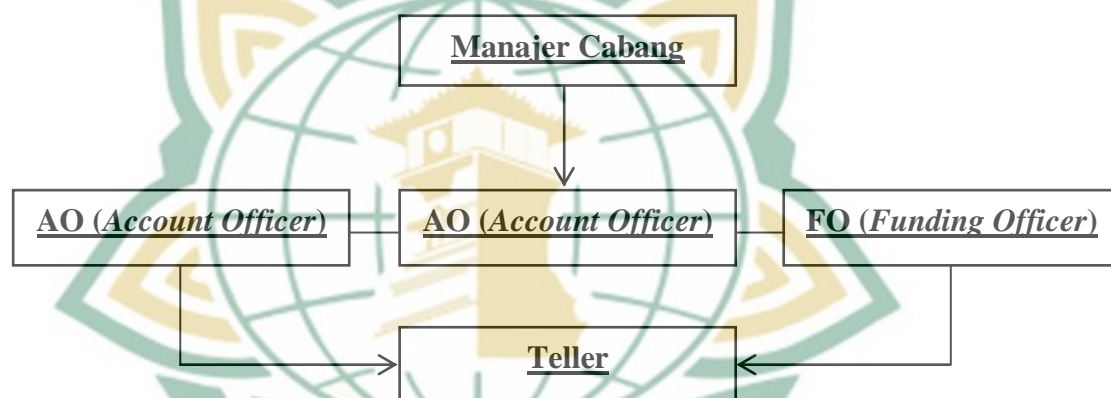 Manajer Cabang
AO (Account Officer)
AO (Account Officer)
FO (Funding Officer)
Teller